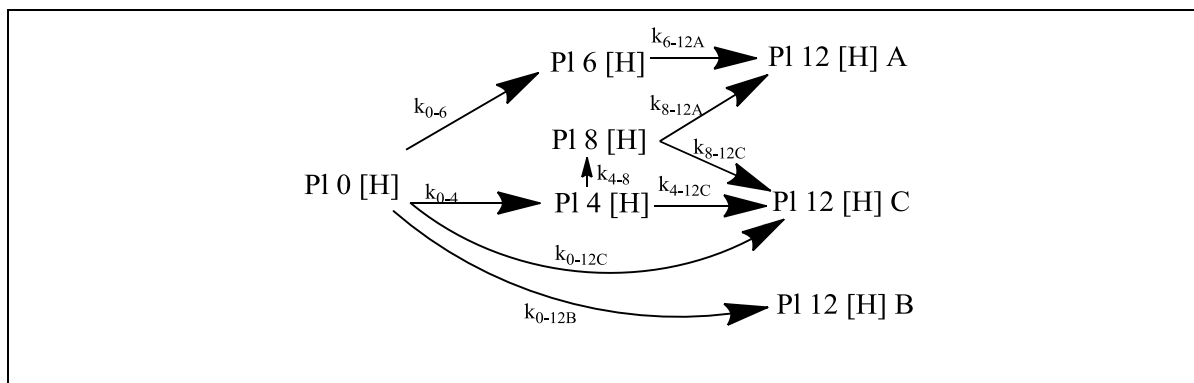 k6-12A
Pl 6 [H]
Pl 12 [H] A
k0-6
k8-12A
Pl 8 [H]
k8-12C
Pl 0 [H]
k4-8
k4-12C
k0-4
Pl 4 [H]
Pl 12 [H] C
k0-12C
k0-12B
Pl 12 [H] B